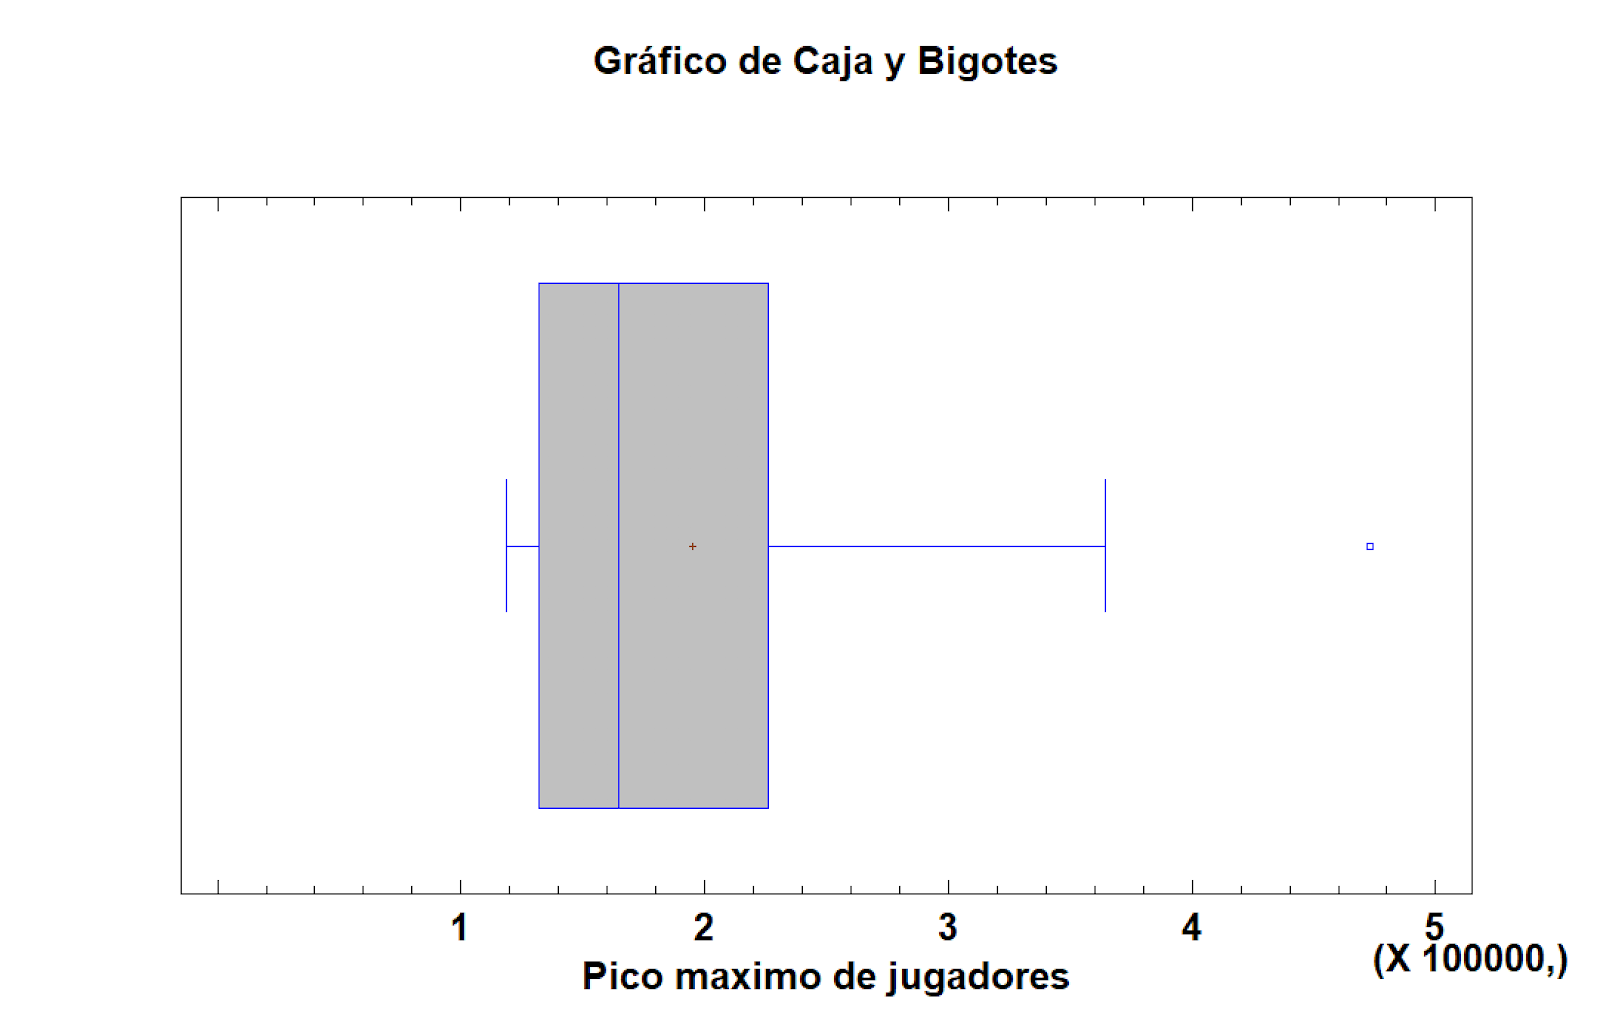 Gráfico de Caja y Bigotes
1 2 3 4 5
(X 100000,)
Pico maximo de jugadores